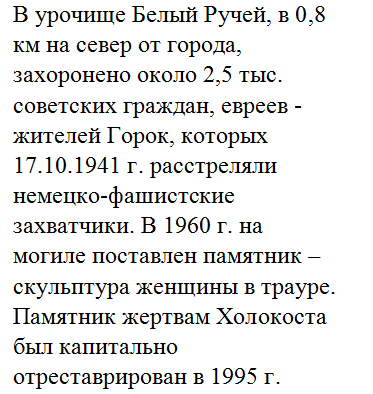 В урочище Белый Ручей, в 0,8
км на север от города,
захоронено около 2,5 тыс.
советских граждан, евреев -
жителей Горок, которых
17.10.1941 г. расстреляли
немецко-фашистские
захватчики. В 1960 г. на
могиле поставлен памятник –
скульптура женщины в трауре.
Памятник жертвам Холокоста
был капитально
отреставрирован в 1995 г.